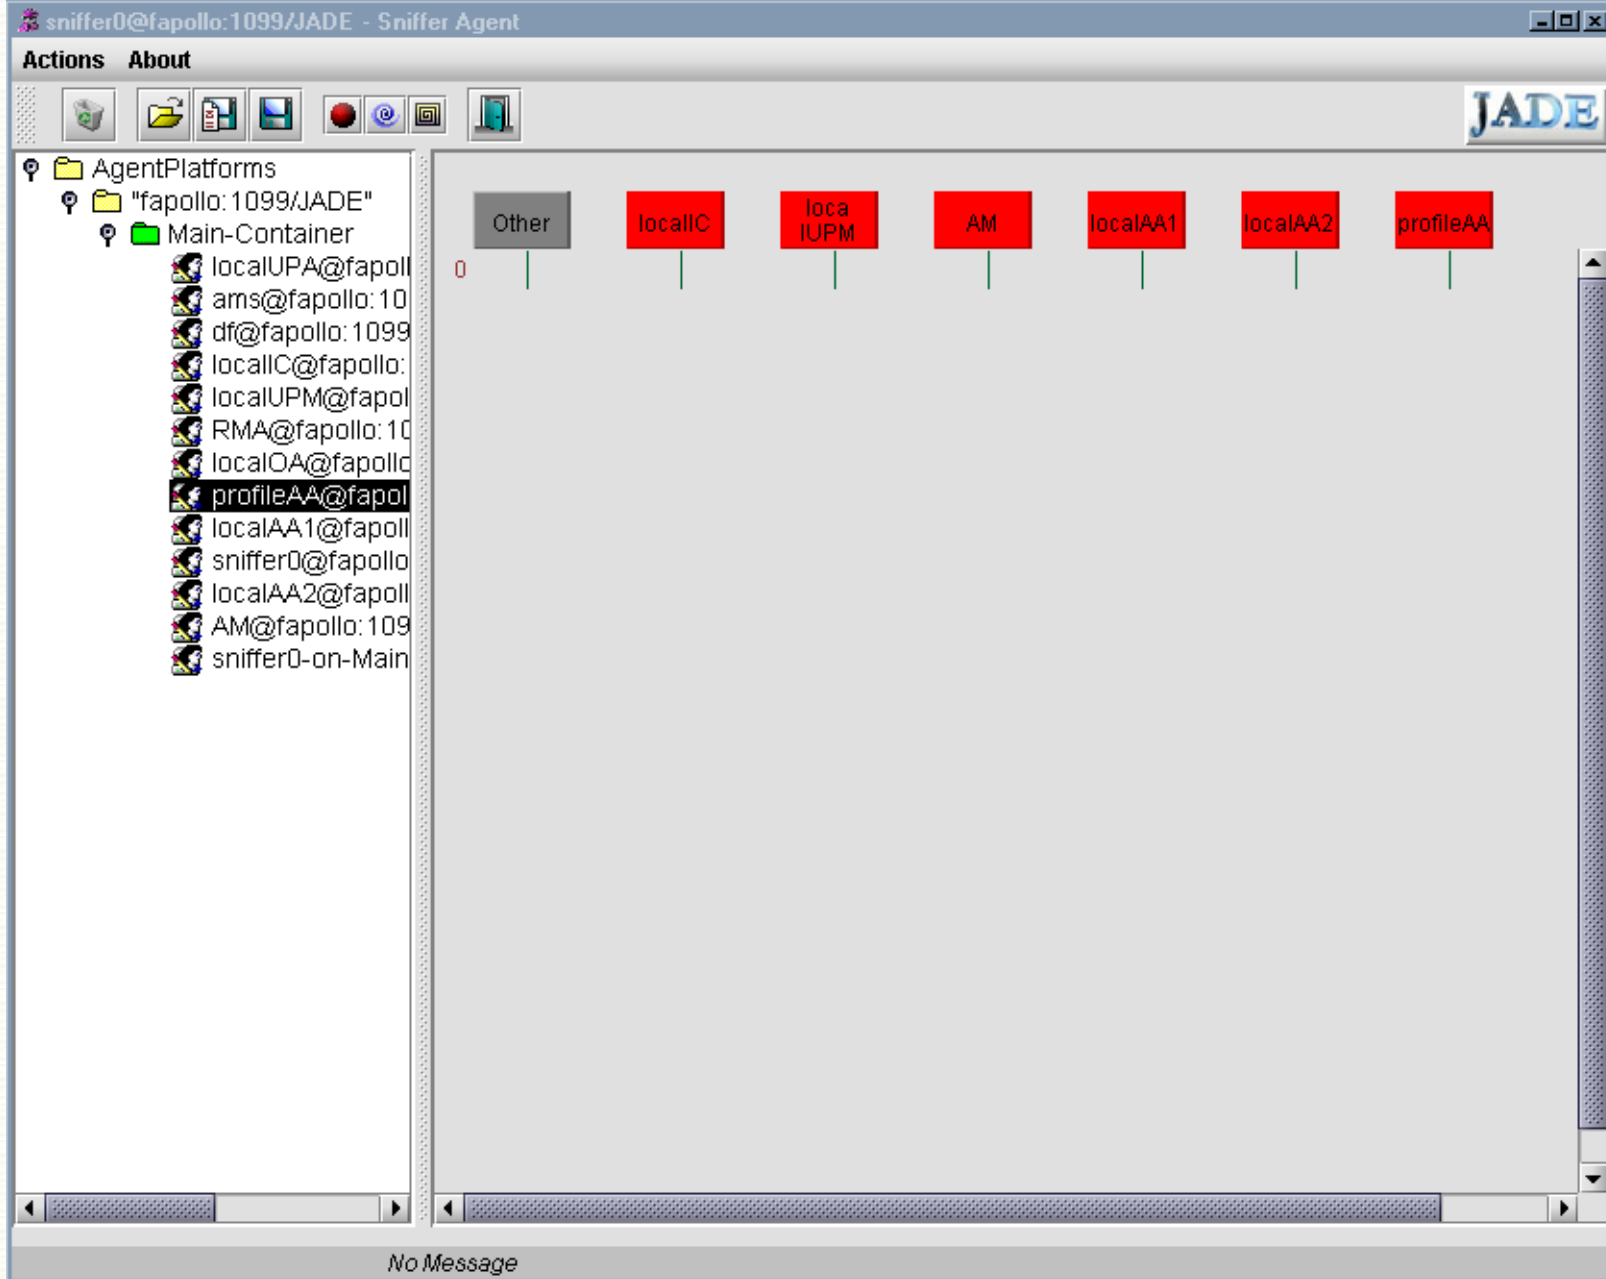 sniffer0@fapollo:1099/JADE - Sniffer Agent
Actions About
JADE
AgentPlatforms
"fapollo:1099/JADE"
Main-Container
localUPA@fapoll
ams@fapollo:10
df@fapollo:1099
localIC@fapollo:
localUPM@fapol
RMA@fapollo:10
localOA@fapollo
profileAA@fapol
localAA1@fapoll
sniffer0@fapollo
localAA2@fapoll
AM@fapollo:109
sniffer0-on-Main
Other
localIC
loca
lUPM
AM
localAA1
localAA2
profileAA
0
No Message